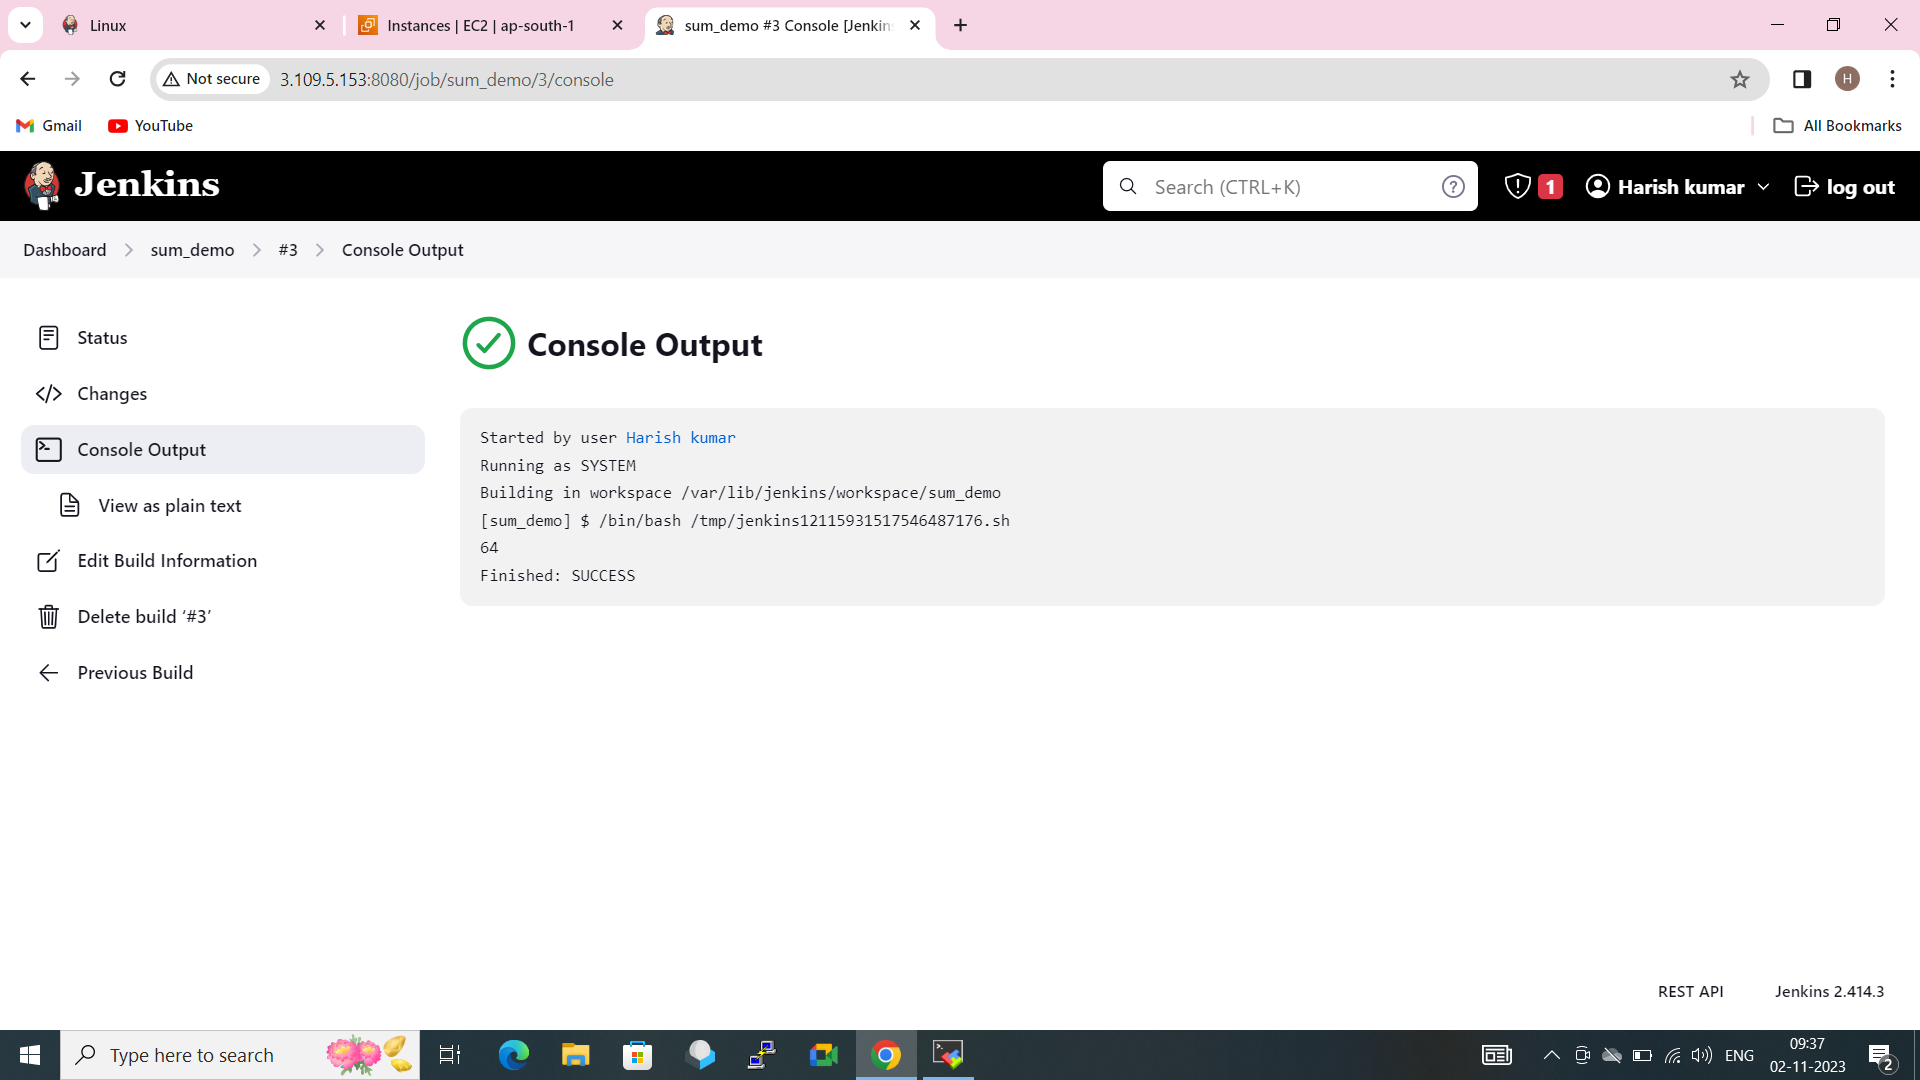 Linux
Instances | EC2 | ap-south-1
sum_demo #3 Console [Jenkins
Not secure
3.109.5.153:8080/job/sum_demo/3/console
H
Gmail
YouTube
All Bookmarks
Jenkins
Search (CTRL+K)
?
1
Harish kumar
log out
Dashboard
sum_demo
#3
Console Output
Status
Changes
Console Output
View as plain text
Edit Build Information
Delete build ‘#3’
Previous Build
Console Output
Started by user Harish kumar
Running as SYSTEM
Building in workspace /var/lib/jenkins/workspace/sum_demo
[sum_demo] $ /bin/bash /tmp/jenkins12115931517546487176.sh
64
Finished: SUCCESS
REST API
Jenkins 2.414.3
Type here to search
ENG
09:37
02-11-2023
2